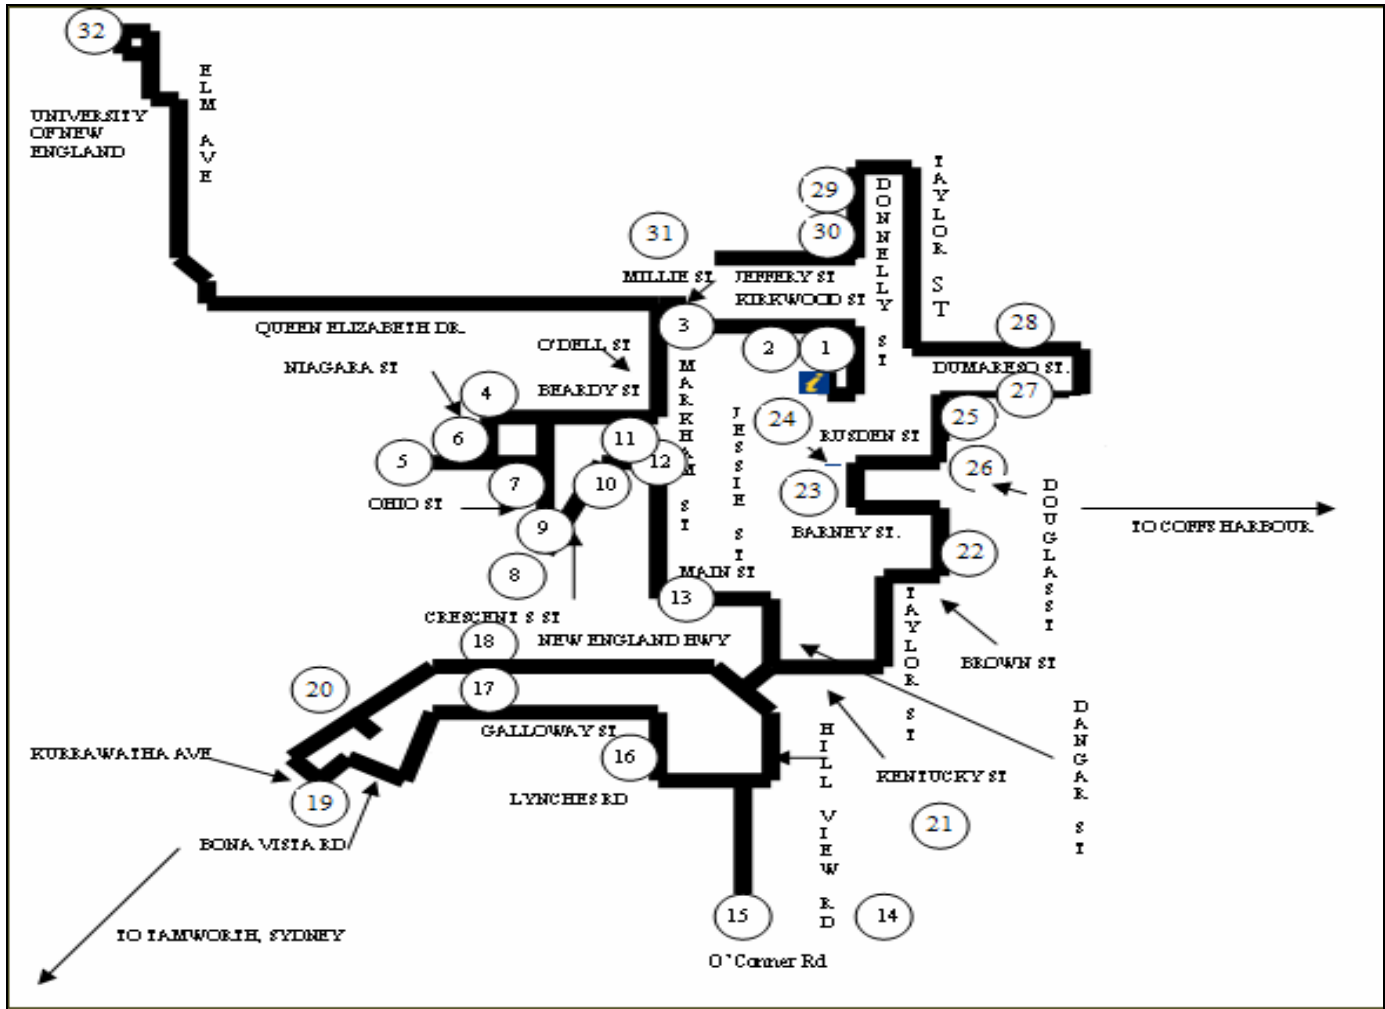 32
ELM AVE
UNIVERSITY
OF NEW
ENGLAND
TAYLOR ST
29
DONNELLY ST
30
31
MILLIE ST
JEFFERY ST
KIRKWOOD ST
QUEEN ELIZABETH DR.
3
2
1
i
28
O'DELL ST
NIAGARA ST
DUMARESQ ST.
BEARDY ST
MARKHAM ST
4
27
JESSIE ST
24
25
RUSDEN ST
6
11
5
12
26
7
10
23
DOUGLAS ST
OHIO ST
9
BARNEY ST.
TO COFFS HARBOUR
22
8
MAIN ST
13
TAYLOR ST
CRESCENT S ST
18
NEW ENGLAND HWY
BROWN ST
20
17
DANGAR ST
GALLOWAY ST
HILL VIEW RD
KURRAWATHA AVE
16
KENTUCKY ST
19
LYNCHES RD
21
BONA VISTA RD
15
14
TO TAMWORTH, SYDNEY
O`Conner Rd